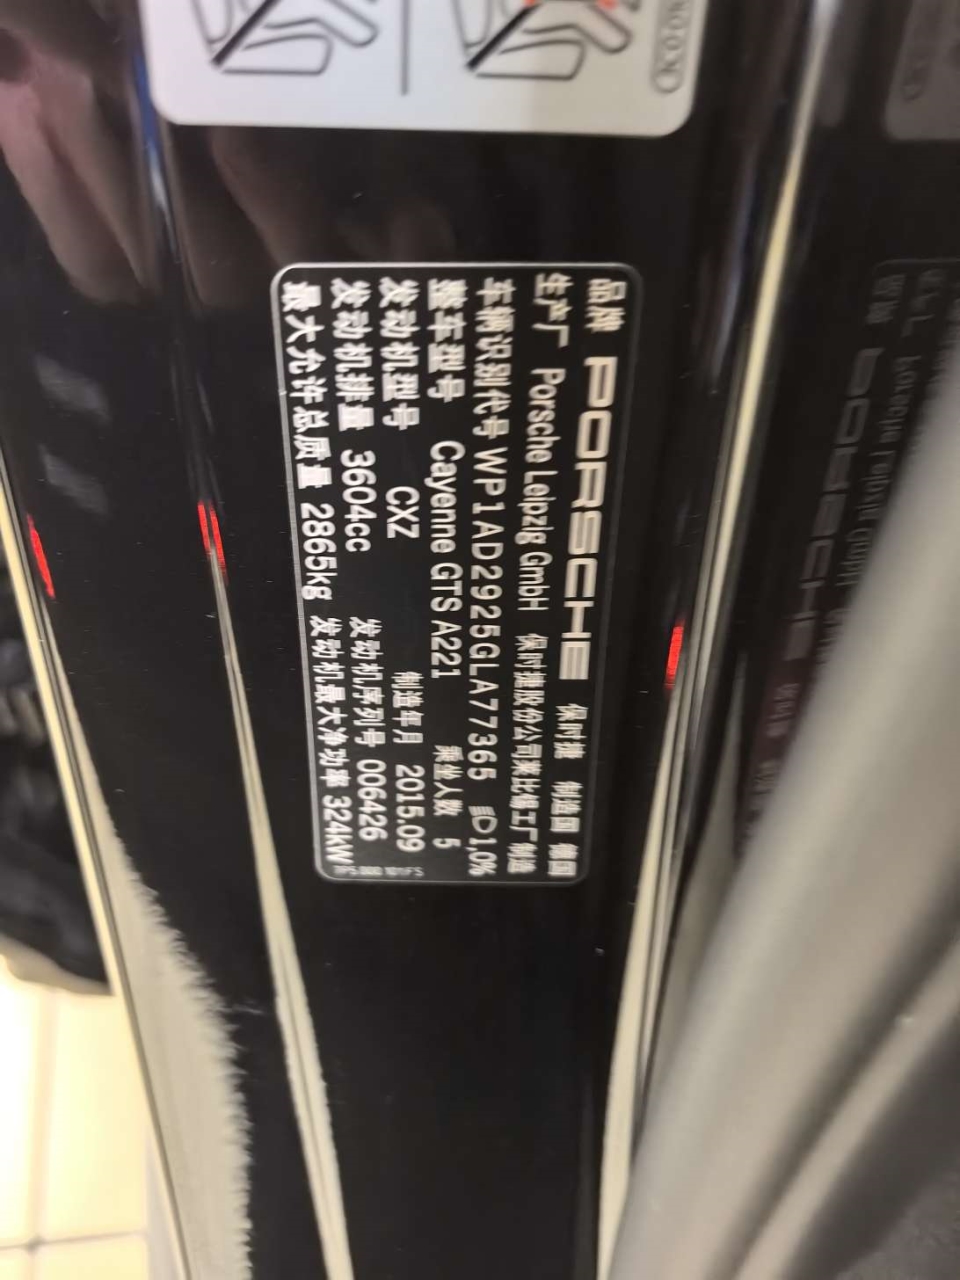 品牌 PORSCHE 保时捷 制造国 德国
生产厂 Porsche Leipzig GmbH 保时捷股份公司莱比锡工厂制造
车辆识别代号 WP1AD2925GLA77365 1,0%
整车型号 Cayenne GTS A221 乘坐人数 5
发动机型号 CXZ 制造年月 2015.09
发动机排量 3604cc 发动机序列号 006426
最大允许总质量 2865kg 发动机最大净功率 324kW